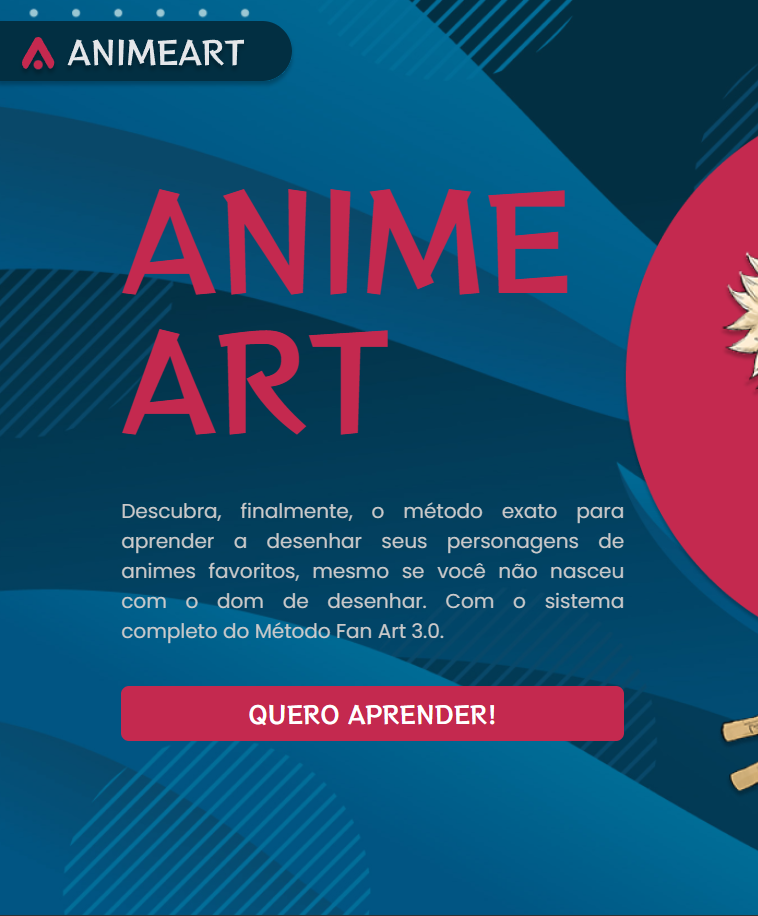 ANIMEART
ANIME
ART
Descubra, finalmente, o método exato para
aprender a desenhar seus personagens de
animes favoritos, mesmo se você não nasceu
com o dom de desenhar. Com o sistema
completo do Método Fan Art 3.0.
QUERO APRENDER!